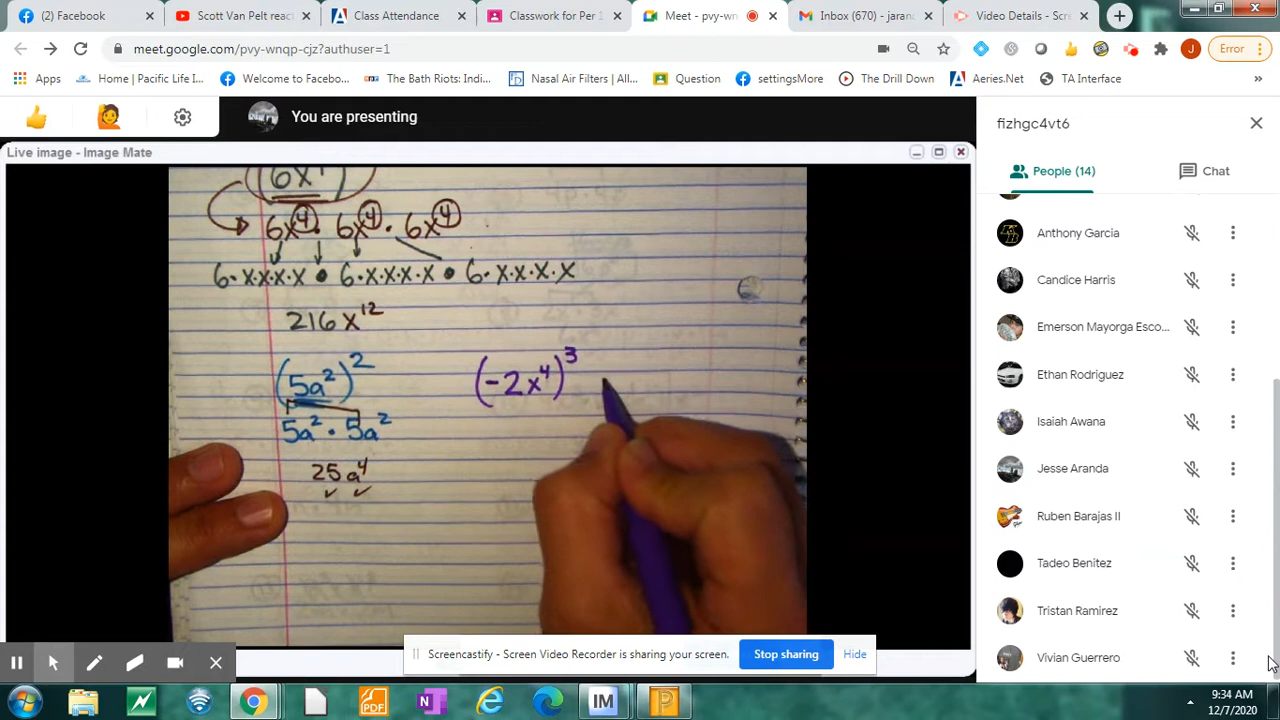 Facebook
Scott Van Pelt react
Class Attendance
Classwork for Per 1
Meet - pvy-wnqp-cjz
Inbox (670) - jaran
Video Details - Scr
meet.google.com/pvy-wnqp-cjz?authuser=1
J
Error
Apps
Home | Pacific Life I...
Welcome to Facebo...
The Bath Riots: Indi...
Nasal Air Filters | All...
Question
settingsMore
The Drill Down
Aeries.Net
TA Interface
»
You are presenting
fizhgc4vt6
Live image - Image Mate
People (14)
Chat
6x⁴ · 6x⁴ · 6x⁴
6·x·x·x·x • 6·x·x·x·x • 6·x·x·x·x
216x¹²
(5a²)² (-2x⁴)³
5a² · 5a²
25a⁴
Anthony Garcia
Candice Harris
Emerson Mayorga Esco...
Ethan Rodriguez
Isaiah Awana
Jesse Aranda
Ruben Barajas II
Tadeo Benitez
Tristan Ramirez
Vivian Guerrero
Screencastify - Screen Video Recorder is sharing your screen.
Stop sharing
Hide
IM
9:34 AM
12/7/2020